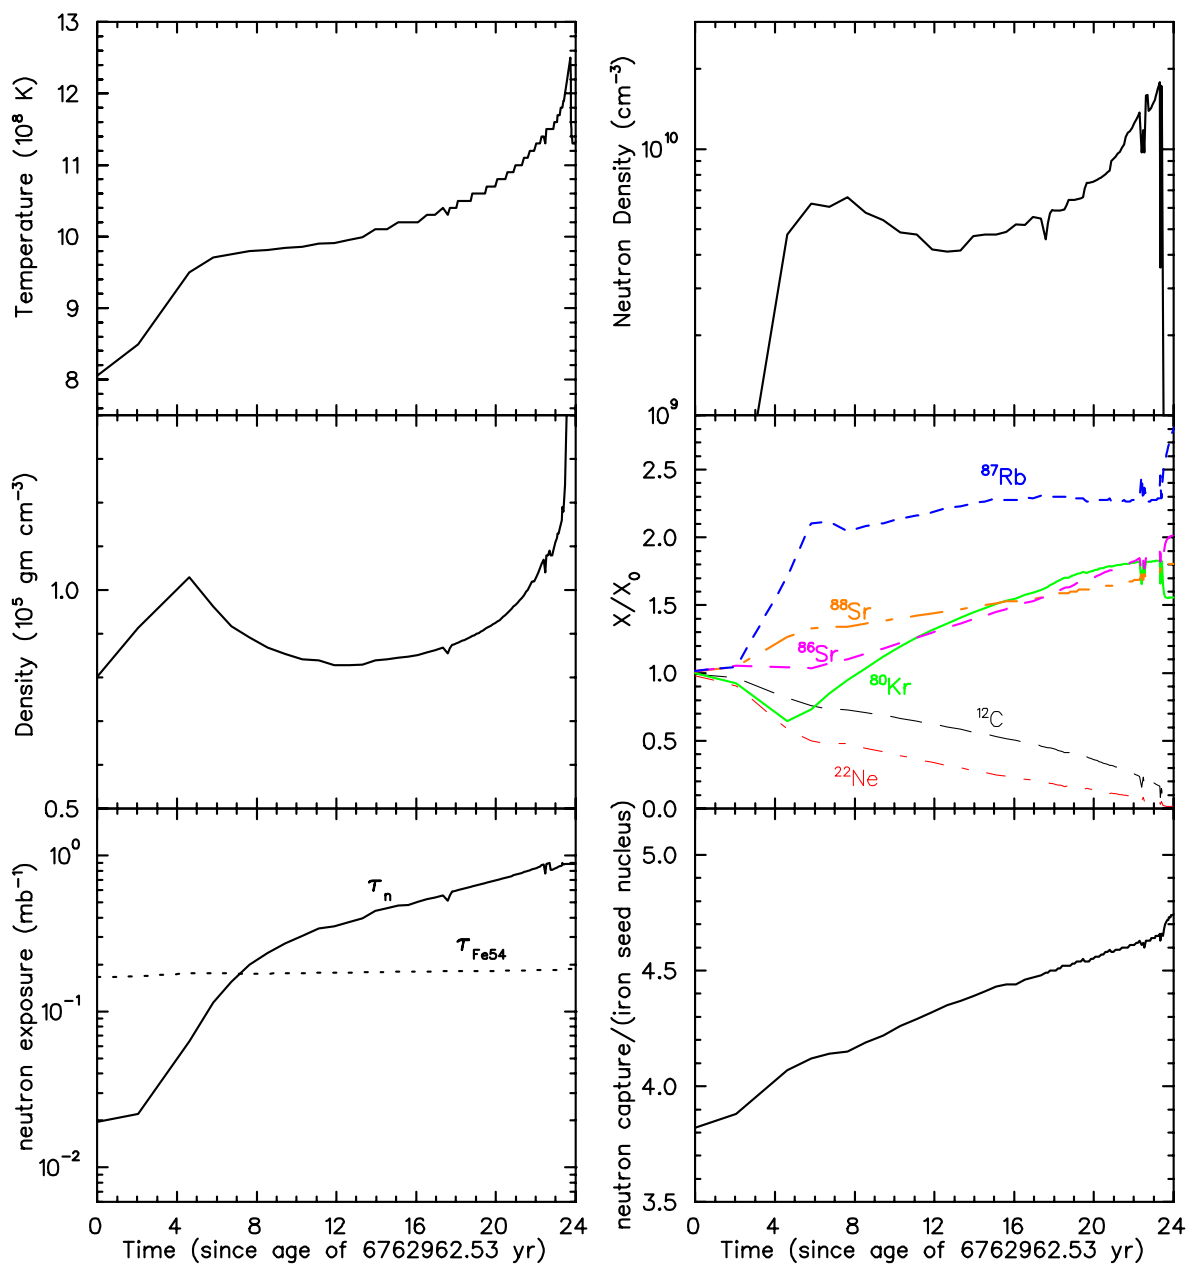 Temperature (10⁸ K)
13
12
11
10
9
8
Neutron Density (cm⁻³)
10¹⁰
10⁹
Density (10⁵ gm cm⁻³)
1.0
0.5
X/X₀
2.5
2.0
1.5
1.0
0.5
0.0
⁸⁷Rb
⁸⁸Sr
⁸⁶Sr
⁸⁰Kr
¹²C
²²Ne
neutron exposure (mb⁻¹)
10⁰
10⁻¹
10⁻²
τₙ
τ Fe54
0 4 8 12 16 20 24
Time (since age of 6762962.53 yr)
neutron capture/(iron seed nucleus)
5.0
4.5
4.0
3.5
0 4 8 12 16 20 24
Time (since age of 6762962.53 yr)